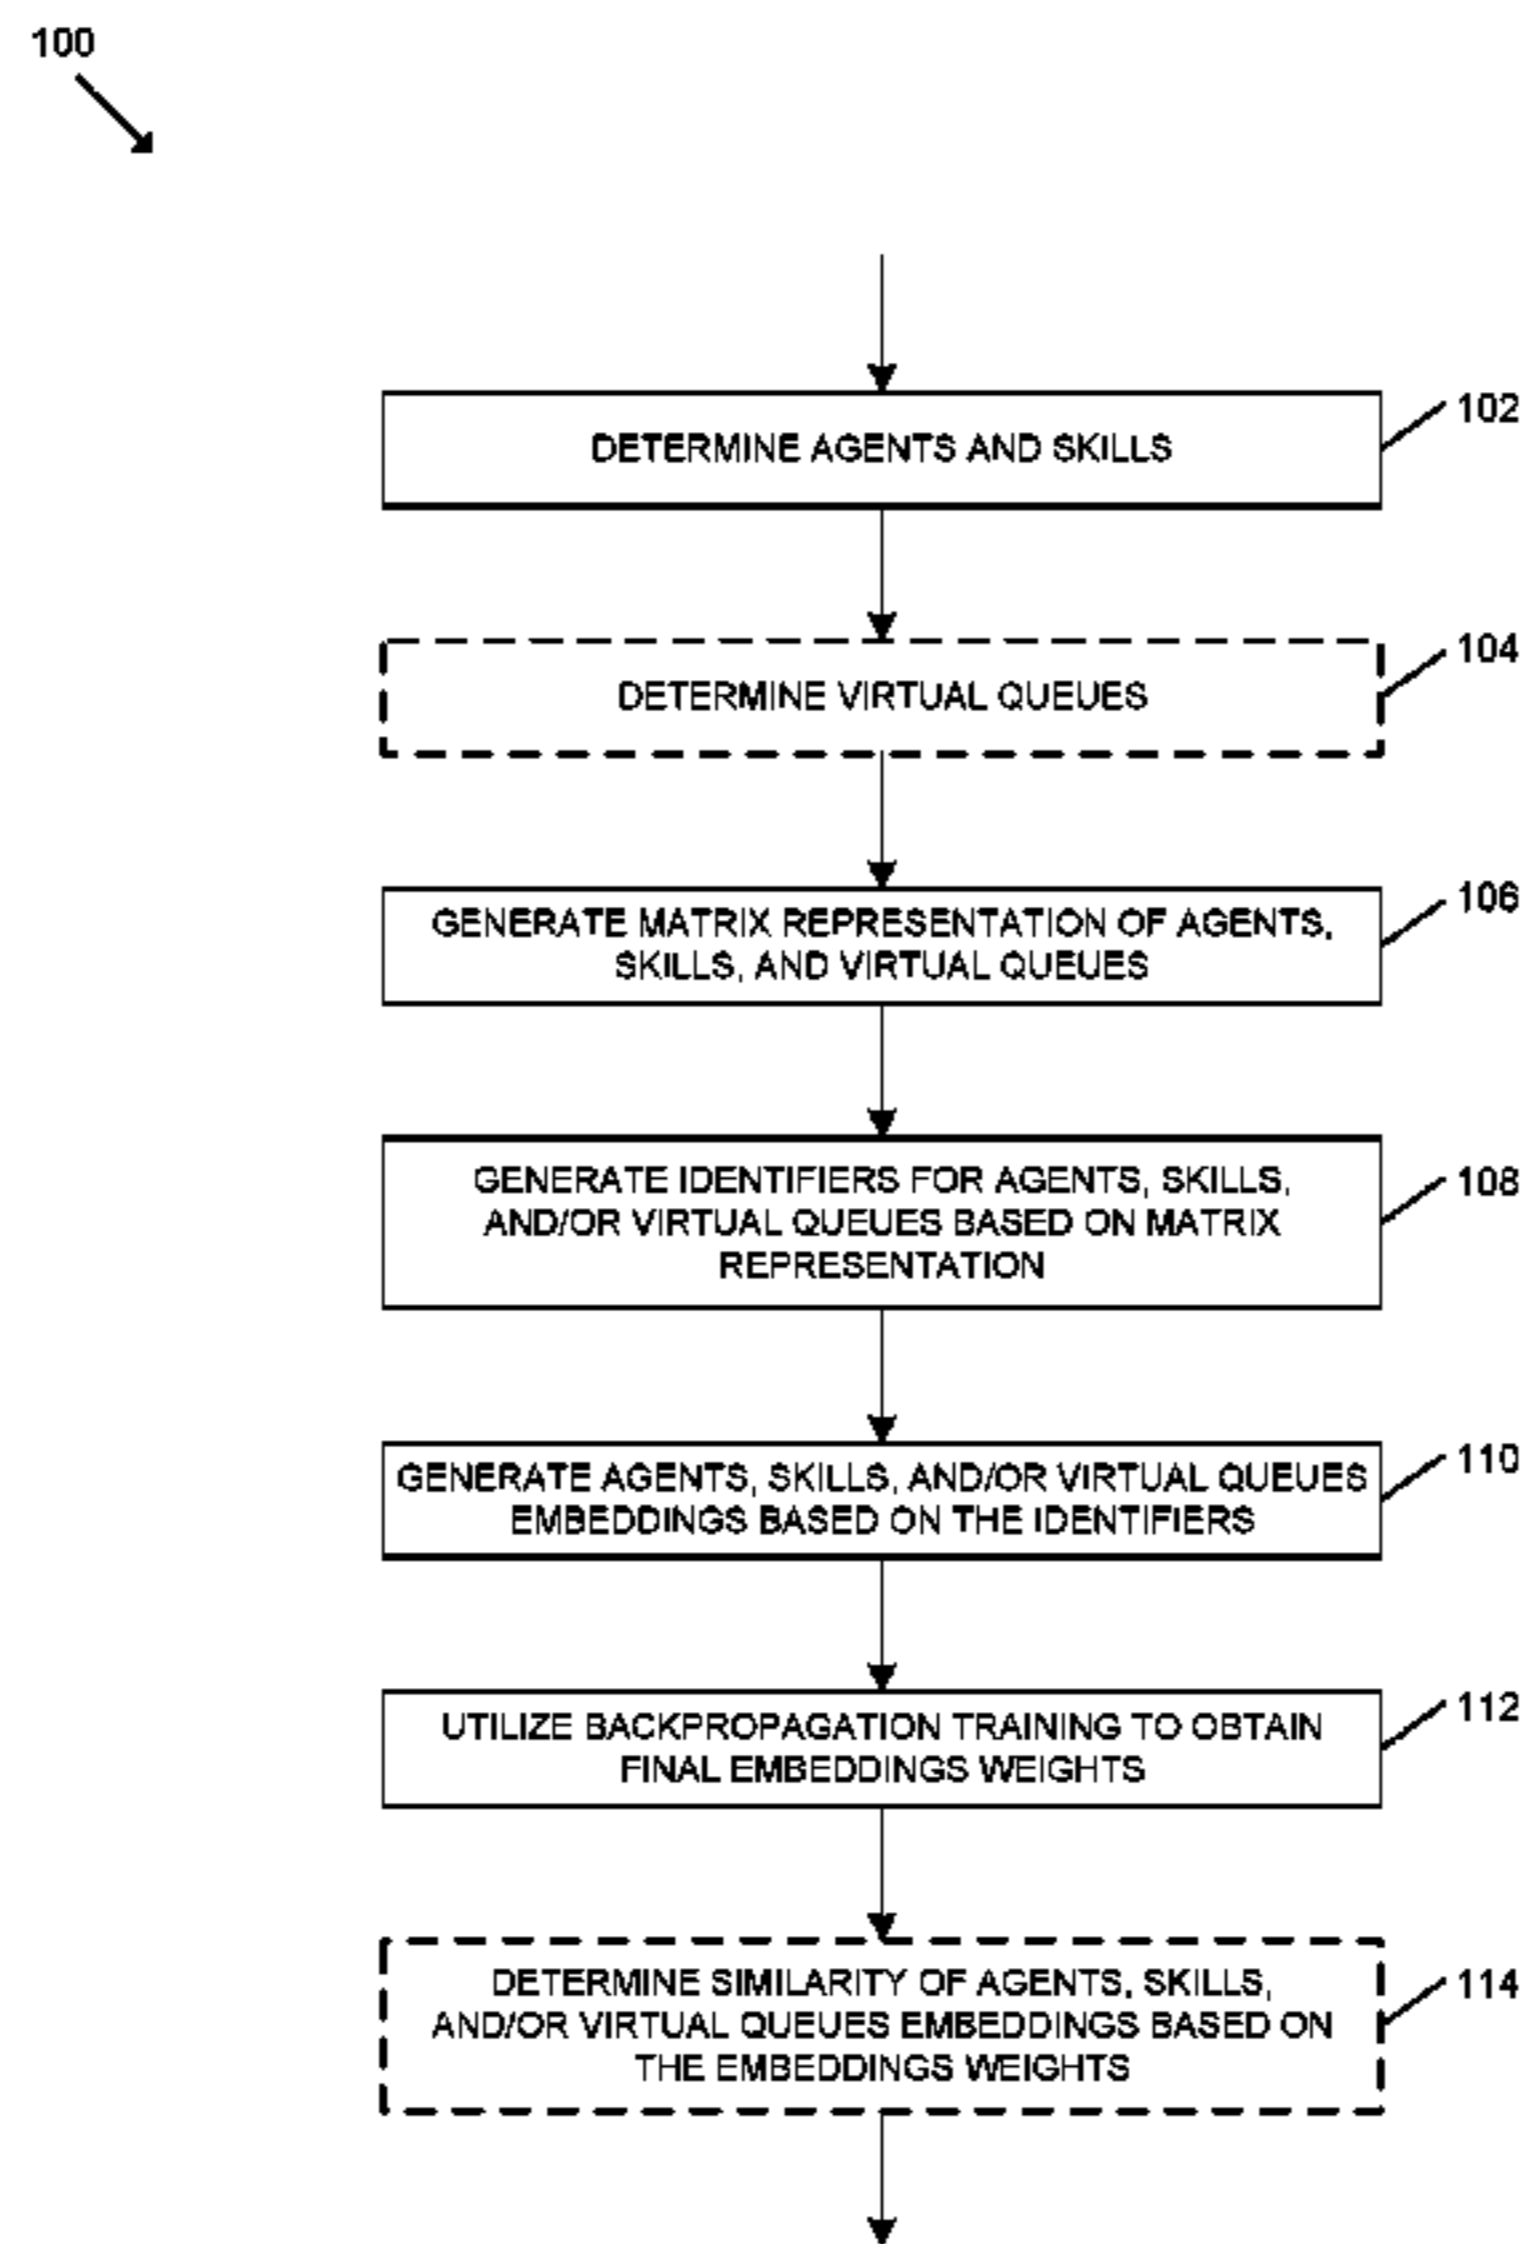 100
102
DETERMINE AGENTS AND SKILLS
104
DETERMINE VIRTUAL QUEUES
106
GENERATE MATRIX REPRESENTATION OF AGENTS,
SKILLS, AND VIRTUAL QUEUES
108
GENERATE IDENTIFIERS FOR AGENTS, SKILLS,
AND/OR VIRTUAL QUEUES BASED ON MATRIX
REPRESENTATION
110
GENERATE AGENTS, SKILLS, AND/OR VIRTUAL QUEUES
EMBEDDINGS BASED ON THE IDENTIFIERS
112
UTILIZE BACKPROPAGATION TRAINING TO OBTAIN
FINAL EMBEDDINGS WEIGHTS
114
DETERMINE SIMILARITY OF AGENTS, SKILLS,
AND/OR VIRTUAL QUEUES EMBEDDINGS BASED ON
THE EMBEDDINGS WEIGHTS